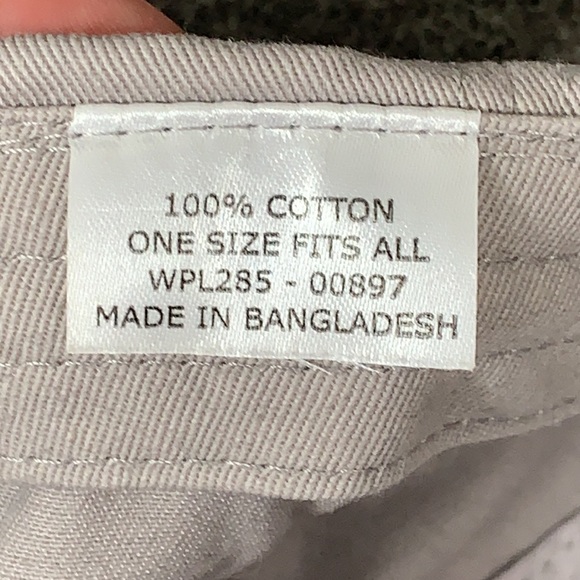 100% COTTON
ONE SIZE FITS ALL
WPL285 - 00897
MADE IN BANGLADESH